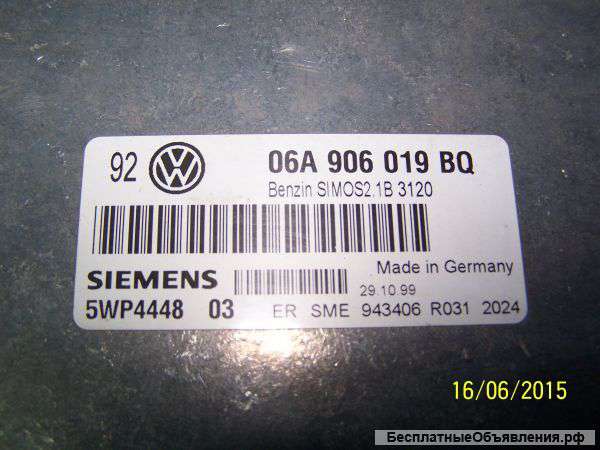 92 VW 06A 906 019 BQ
Benzin SIMOS2.1B 3120
SIEMENS Made in Germany
29.10.99
5WP4448 03 ER SME 943406 R031 2024
16/06/2015
БесплатныеОбъявления.рф